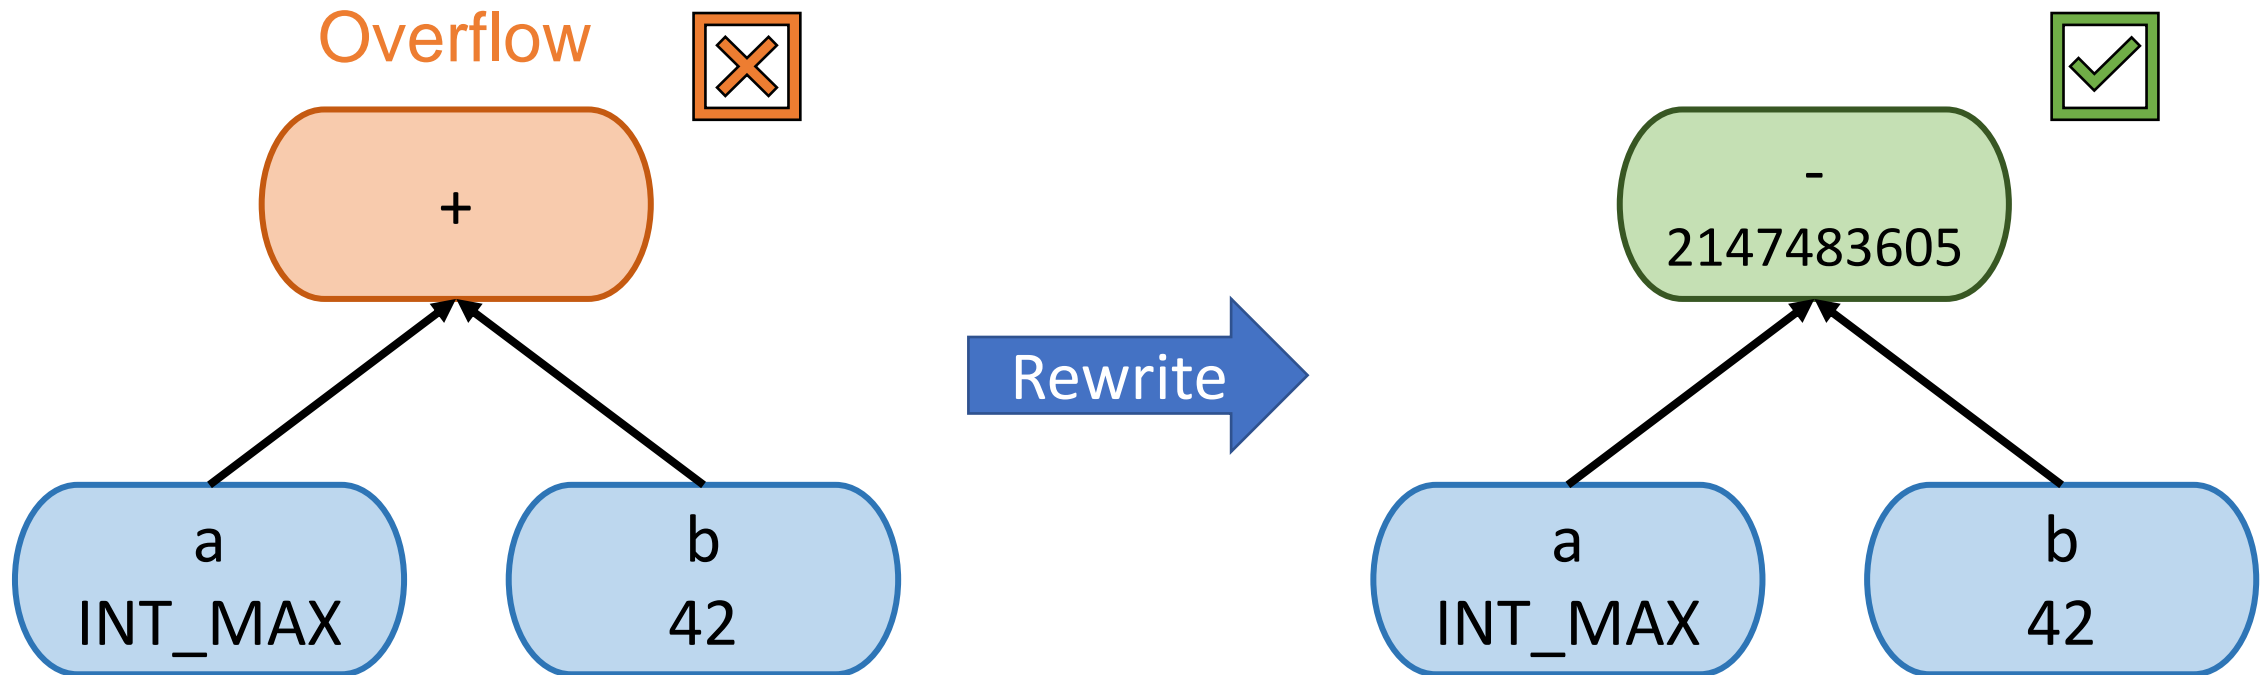 Overflow
+
a
INT_MAX
b
42
Rewrite
-
2147483605
a
INT_MAX
b
42